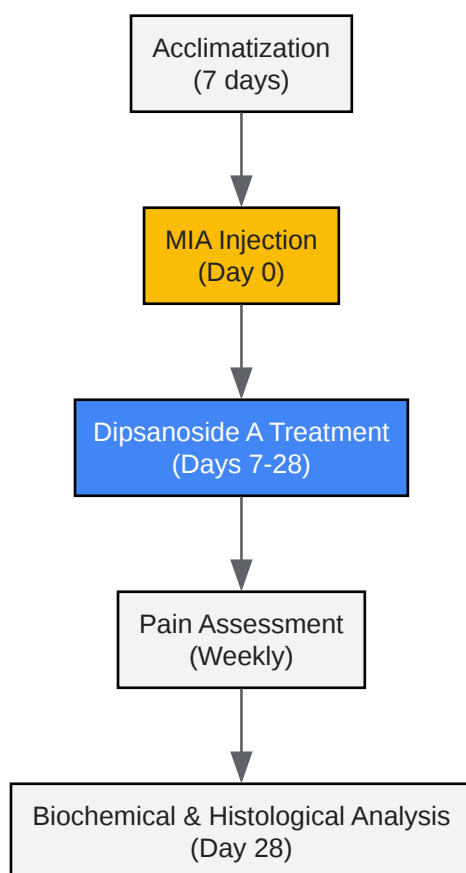 Acclimatization
(7 days)
MIA Injection
(Day 0)
Dipsanoside A Treatment
(Days 7-28)
Pain Assessment
(Weekly)
Biochemical & Histological Analysis
(Day 28)